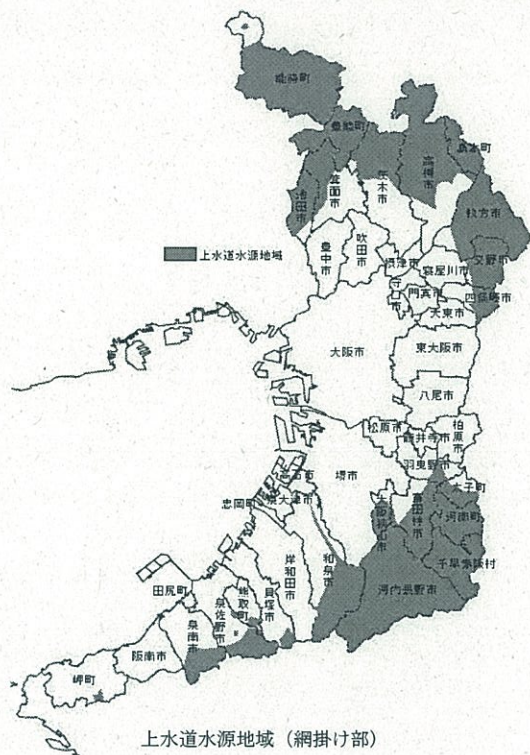 能勢町
豊能町
島本町
高槻市
茨木市
箕面市
池田市
枚方市
交野市
上水道水源地域
豊中市
吹田市
摂津市
寝屋川市
守口市
門真市
四條畷市
大東市
大阪市
東大阪市
八尾市
松原市
藤井寺市
柏原市
羽曳野市
堺市
高石市
泉大津市
忠岡町
太子町
河南町
富田林市
大阪狭山市
千早赤阪村
河内長野市
和泉市
岸和田市
貝塚市
熊取町
田尻町
泉佐野市
泉南市
阪南市
岬町
上水道水源地域（網掛け部）